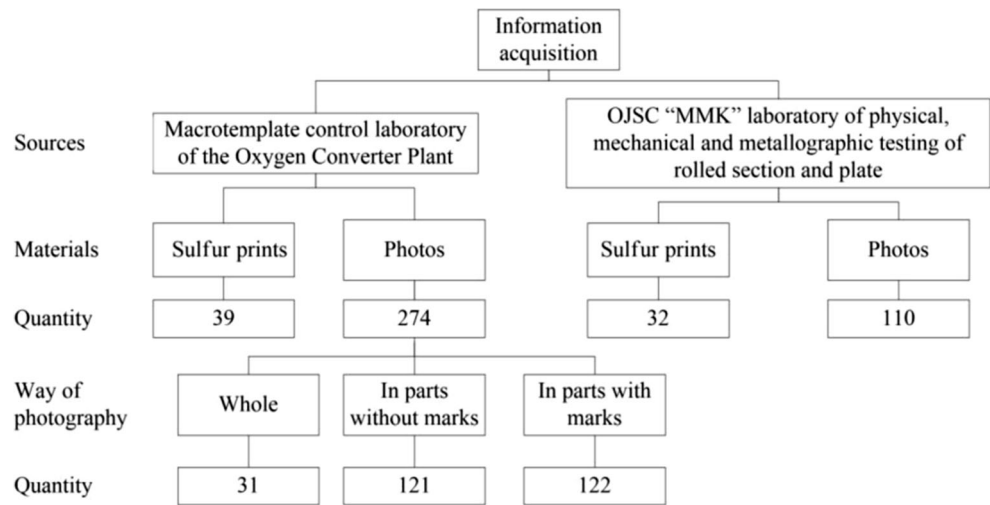 Information
acquisition
Sources
Macrotemplate control laboratory
of the Oxygen Converter Plant
OJSC “MMK” laboratory of physical,
mechanical and metallographic testing of
rolled section and plate
Materials
Sulfur prints
Photos
Sulfur prints
Photos
Quantity
39
274
32
110
Way of
photography
Whole
In parts
without marks
In parts with
marks
Quantity
31
121
122